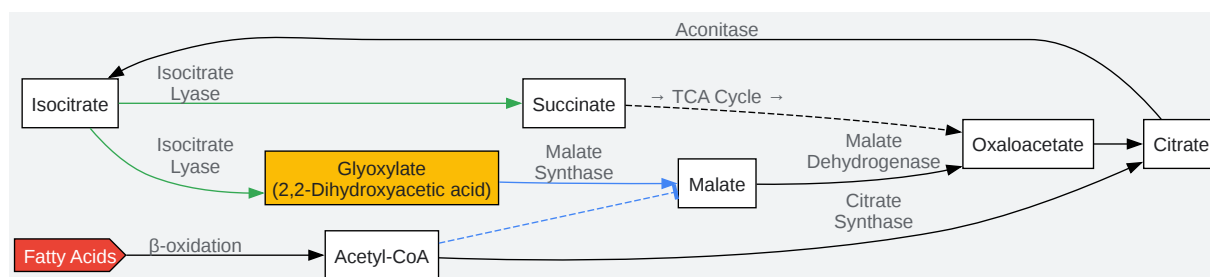 Aconitase
Isocitrate
Lyase
Isocitrate
Succinate
→ TCA Cycle →
Isocitrate
Lyase
Glyoxylate
(2,2-Dihydroxyacetic acid)
Malate
Synthase
Malate
Malate
Dehydrogenase
Oxaloacetate
Citrate
Citrate
Synthase
Fatty Acids
β-oxidation
Acetyl-CoA